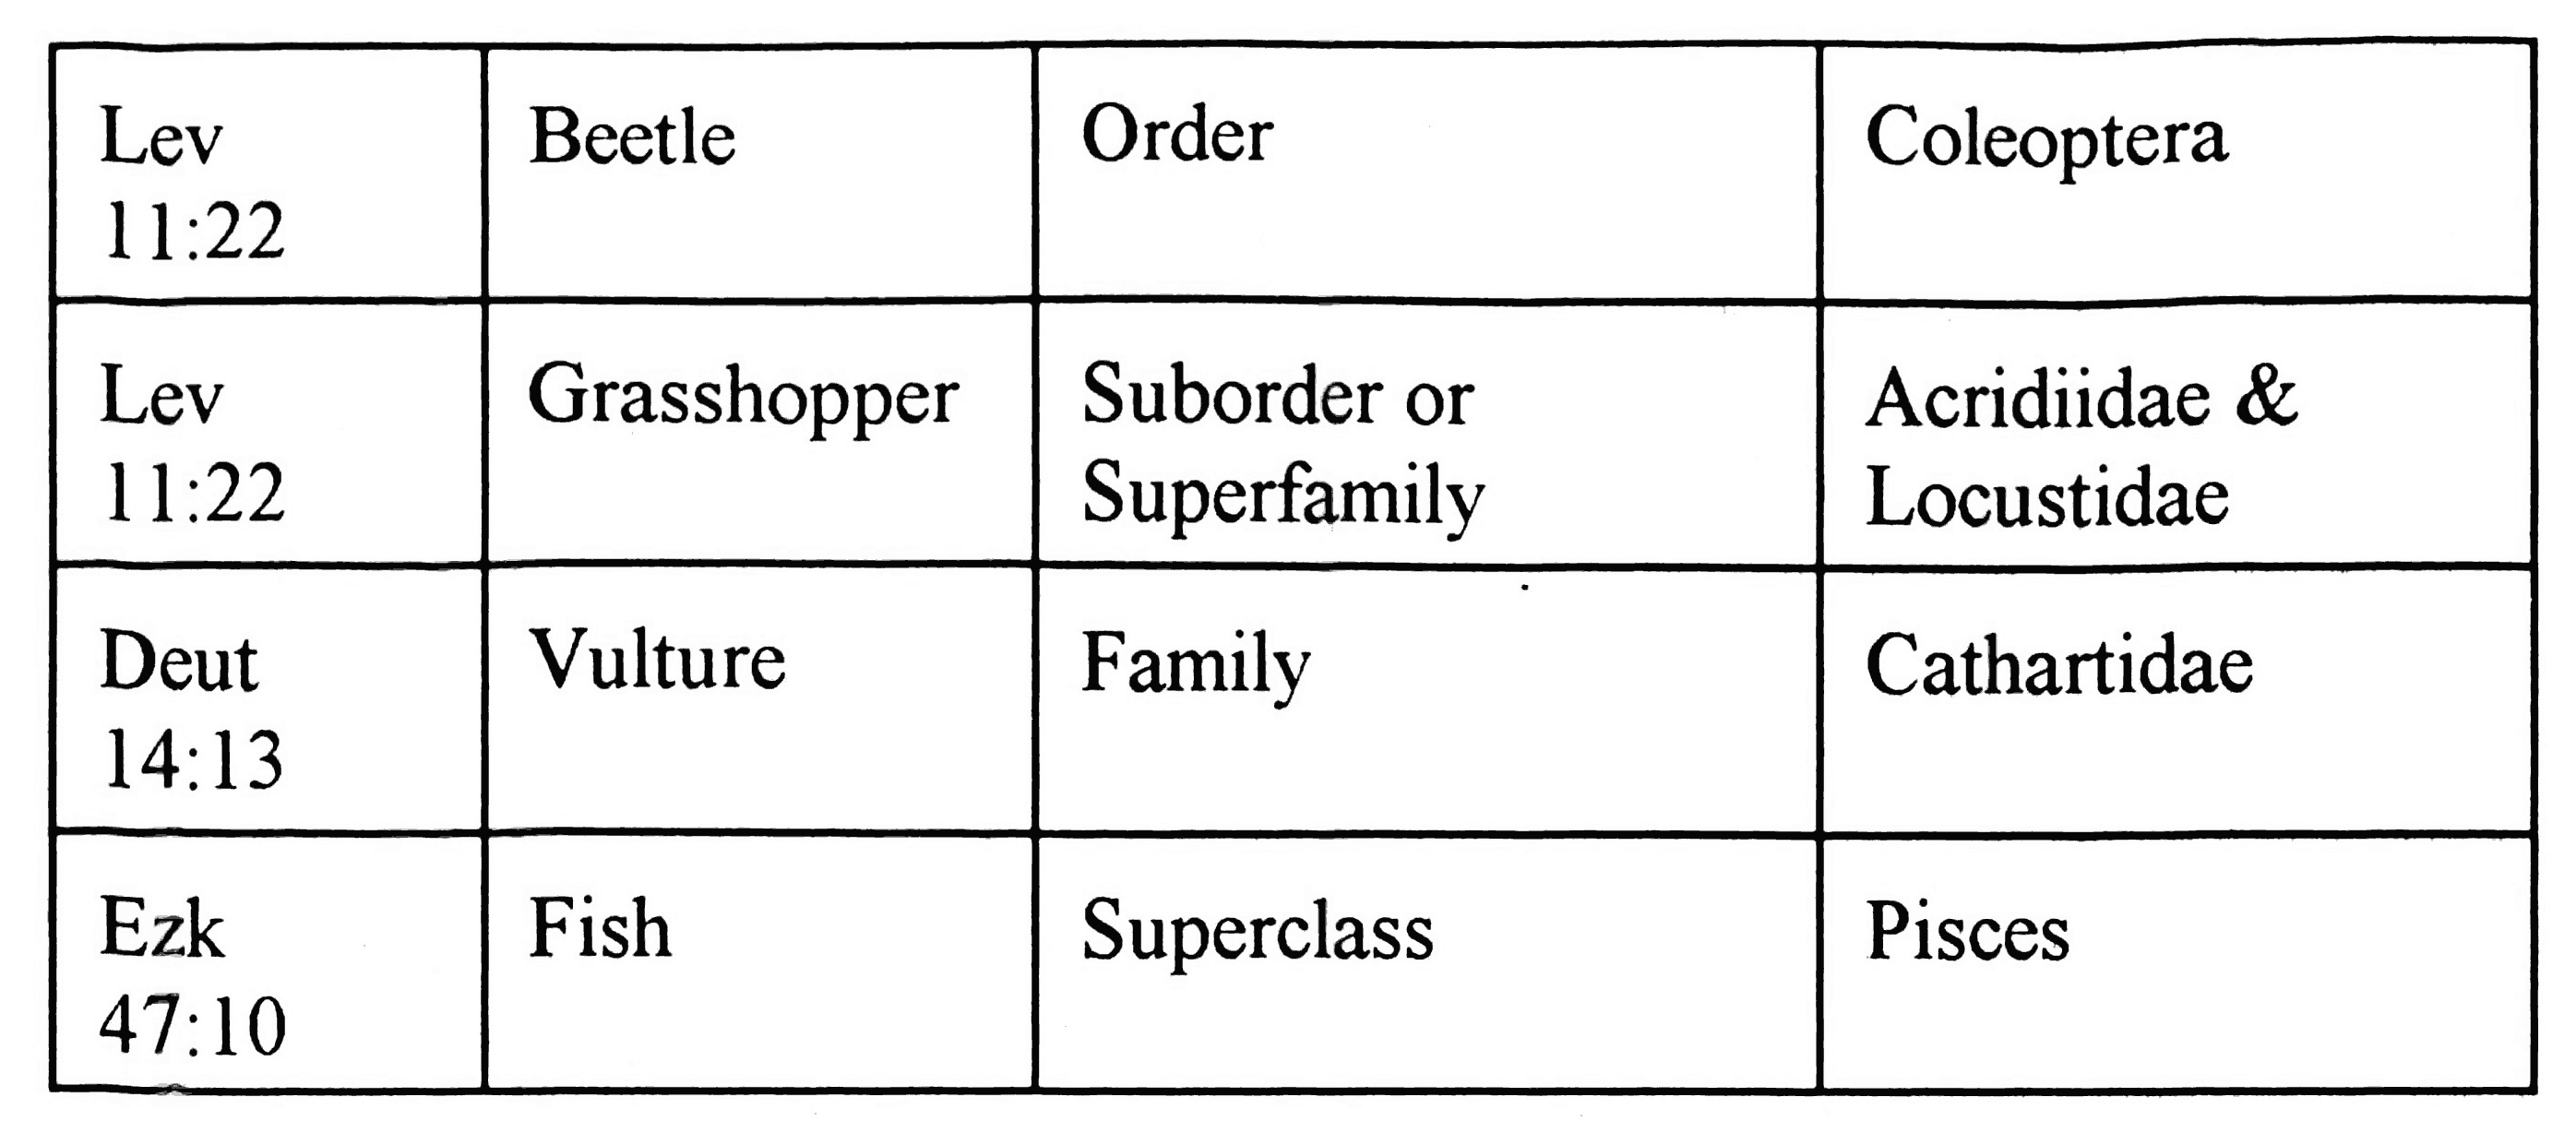 Lev Beetle Order Coleoptera
11:22
Lev Grasshopper Suborder or Acridiidae &
11:22 Superfamily Locustidae
Deut Vulture Family Cathartidae
14:13
Ezk Fish Superclass Pisces
47:10